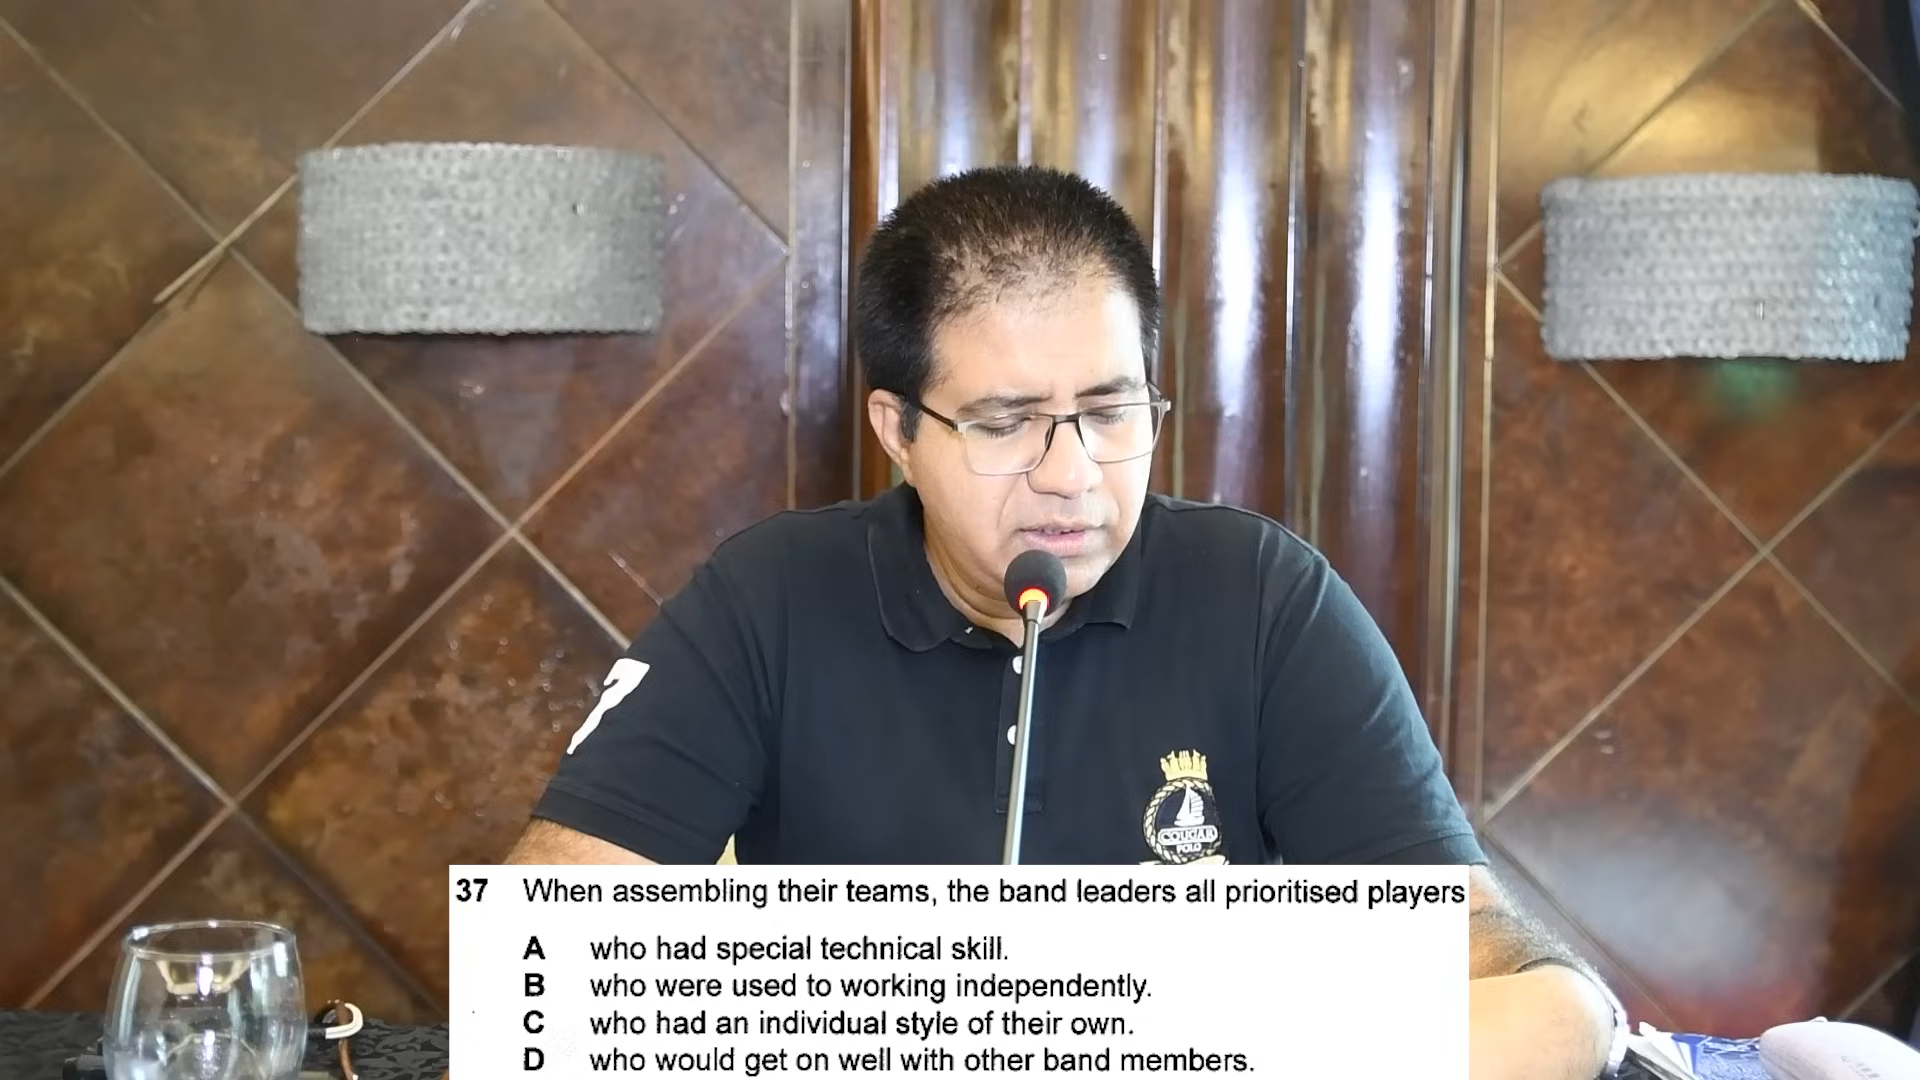 7
COUGAR
POLO
37 When assembling their teams, the band leaders all prioritised players
A who had special technical skill.
B who were used to working independently.
C who had an individual style of their own.
D who would get on well with other band members.